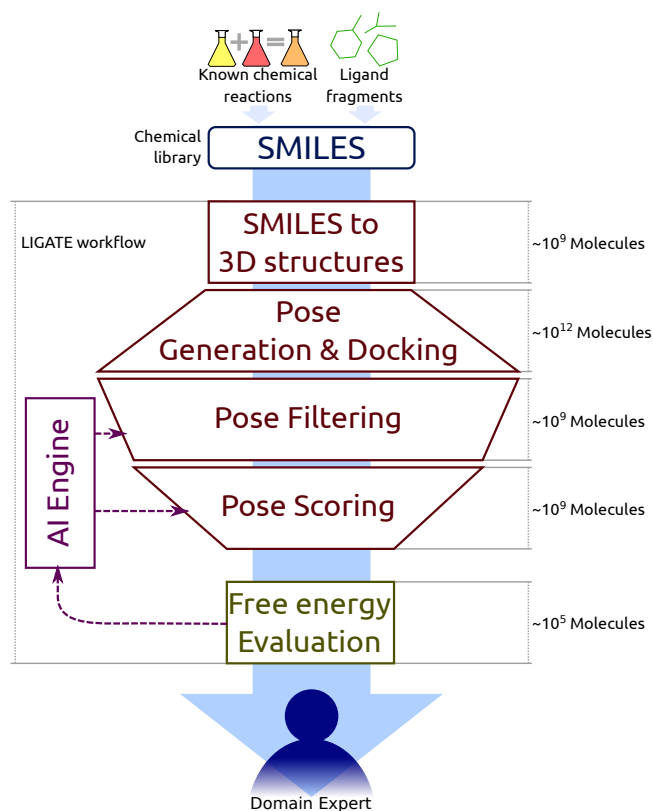 Known chemical
reactions
Ligand
fragments
Chemical
library
SMILES
LIGATE workflow
SMILES to
3D structures
~10⁹ Molecules
Pose
Generation & Docking
~10¹² Molecules
Pose Filtering
~10⁹ Molecules
AI Engine
Pose Scoring
~10⁹ Molecules
Free energy
Evaluation
~10⁵ Molecules
Domain Expert